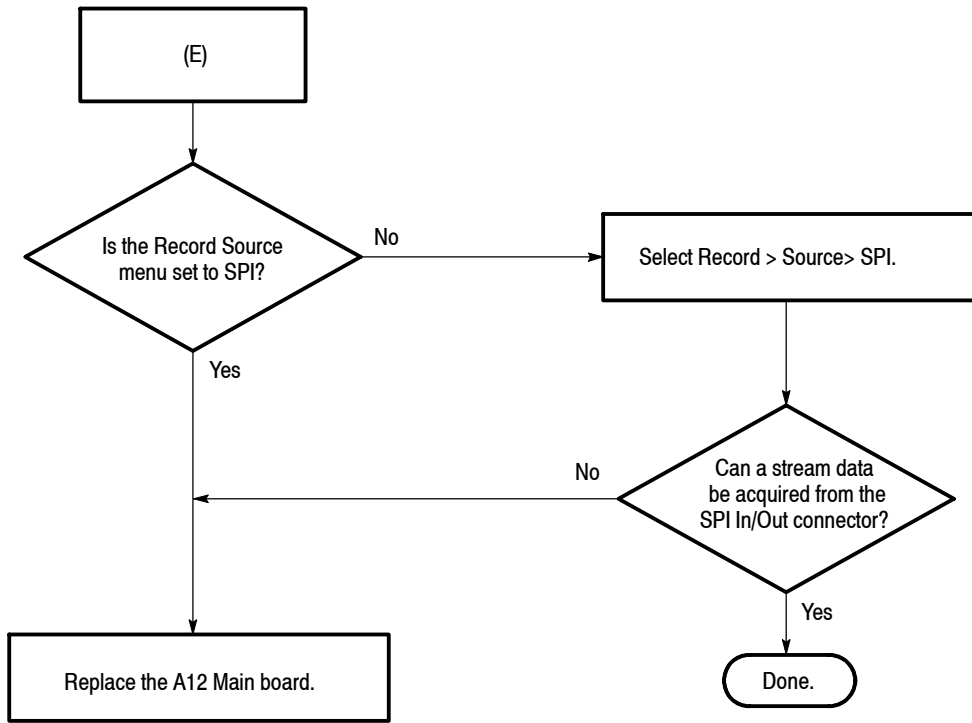 (E)
Is the Record Source
menu set to SPI?
No
Select Record > Source> SPI.
Yes
No
Can a stream data
be acquired from the
SPI In/Out connector?
Yes
Replace the A12 Main board.
Done.